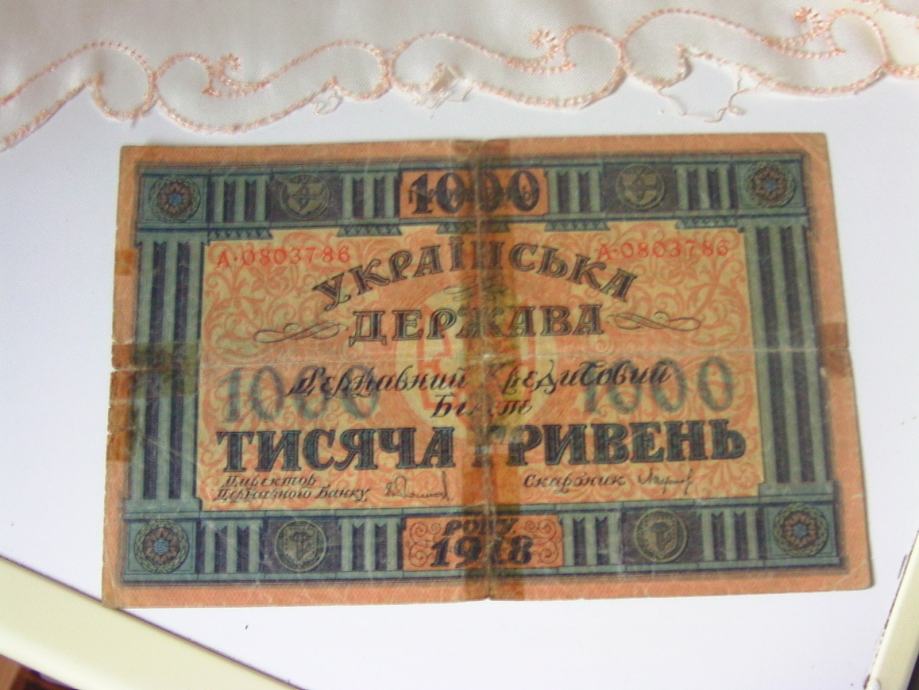 1000
А·0803786 А·0803786
УКРАЇНСЬКА
ДЕРЖАВА
1000 Державний Кредитовий 1000
Білет
ТИСЯЧА ГРИВЕНЬ
Директор
Державного Банку
Скарбник
РОКУ
1918